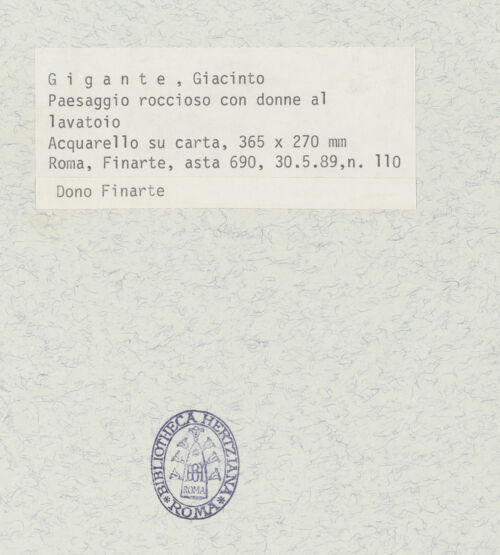 G i g a n t e , Giacinto
Paesaggio roccioso con donne al
lavatoio
Acquarello su carta, 365 x 270 mm
Roma, Finarte, asta 690, 30.5.89,n. 110
Dono Finarte
BIBLIOTHECA HERTZIANA
BH
ROMA
* ROMA *